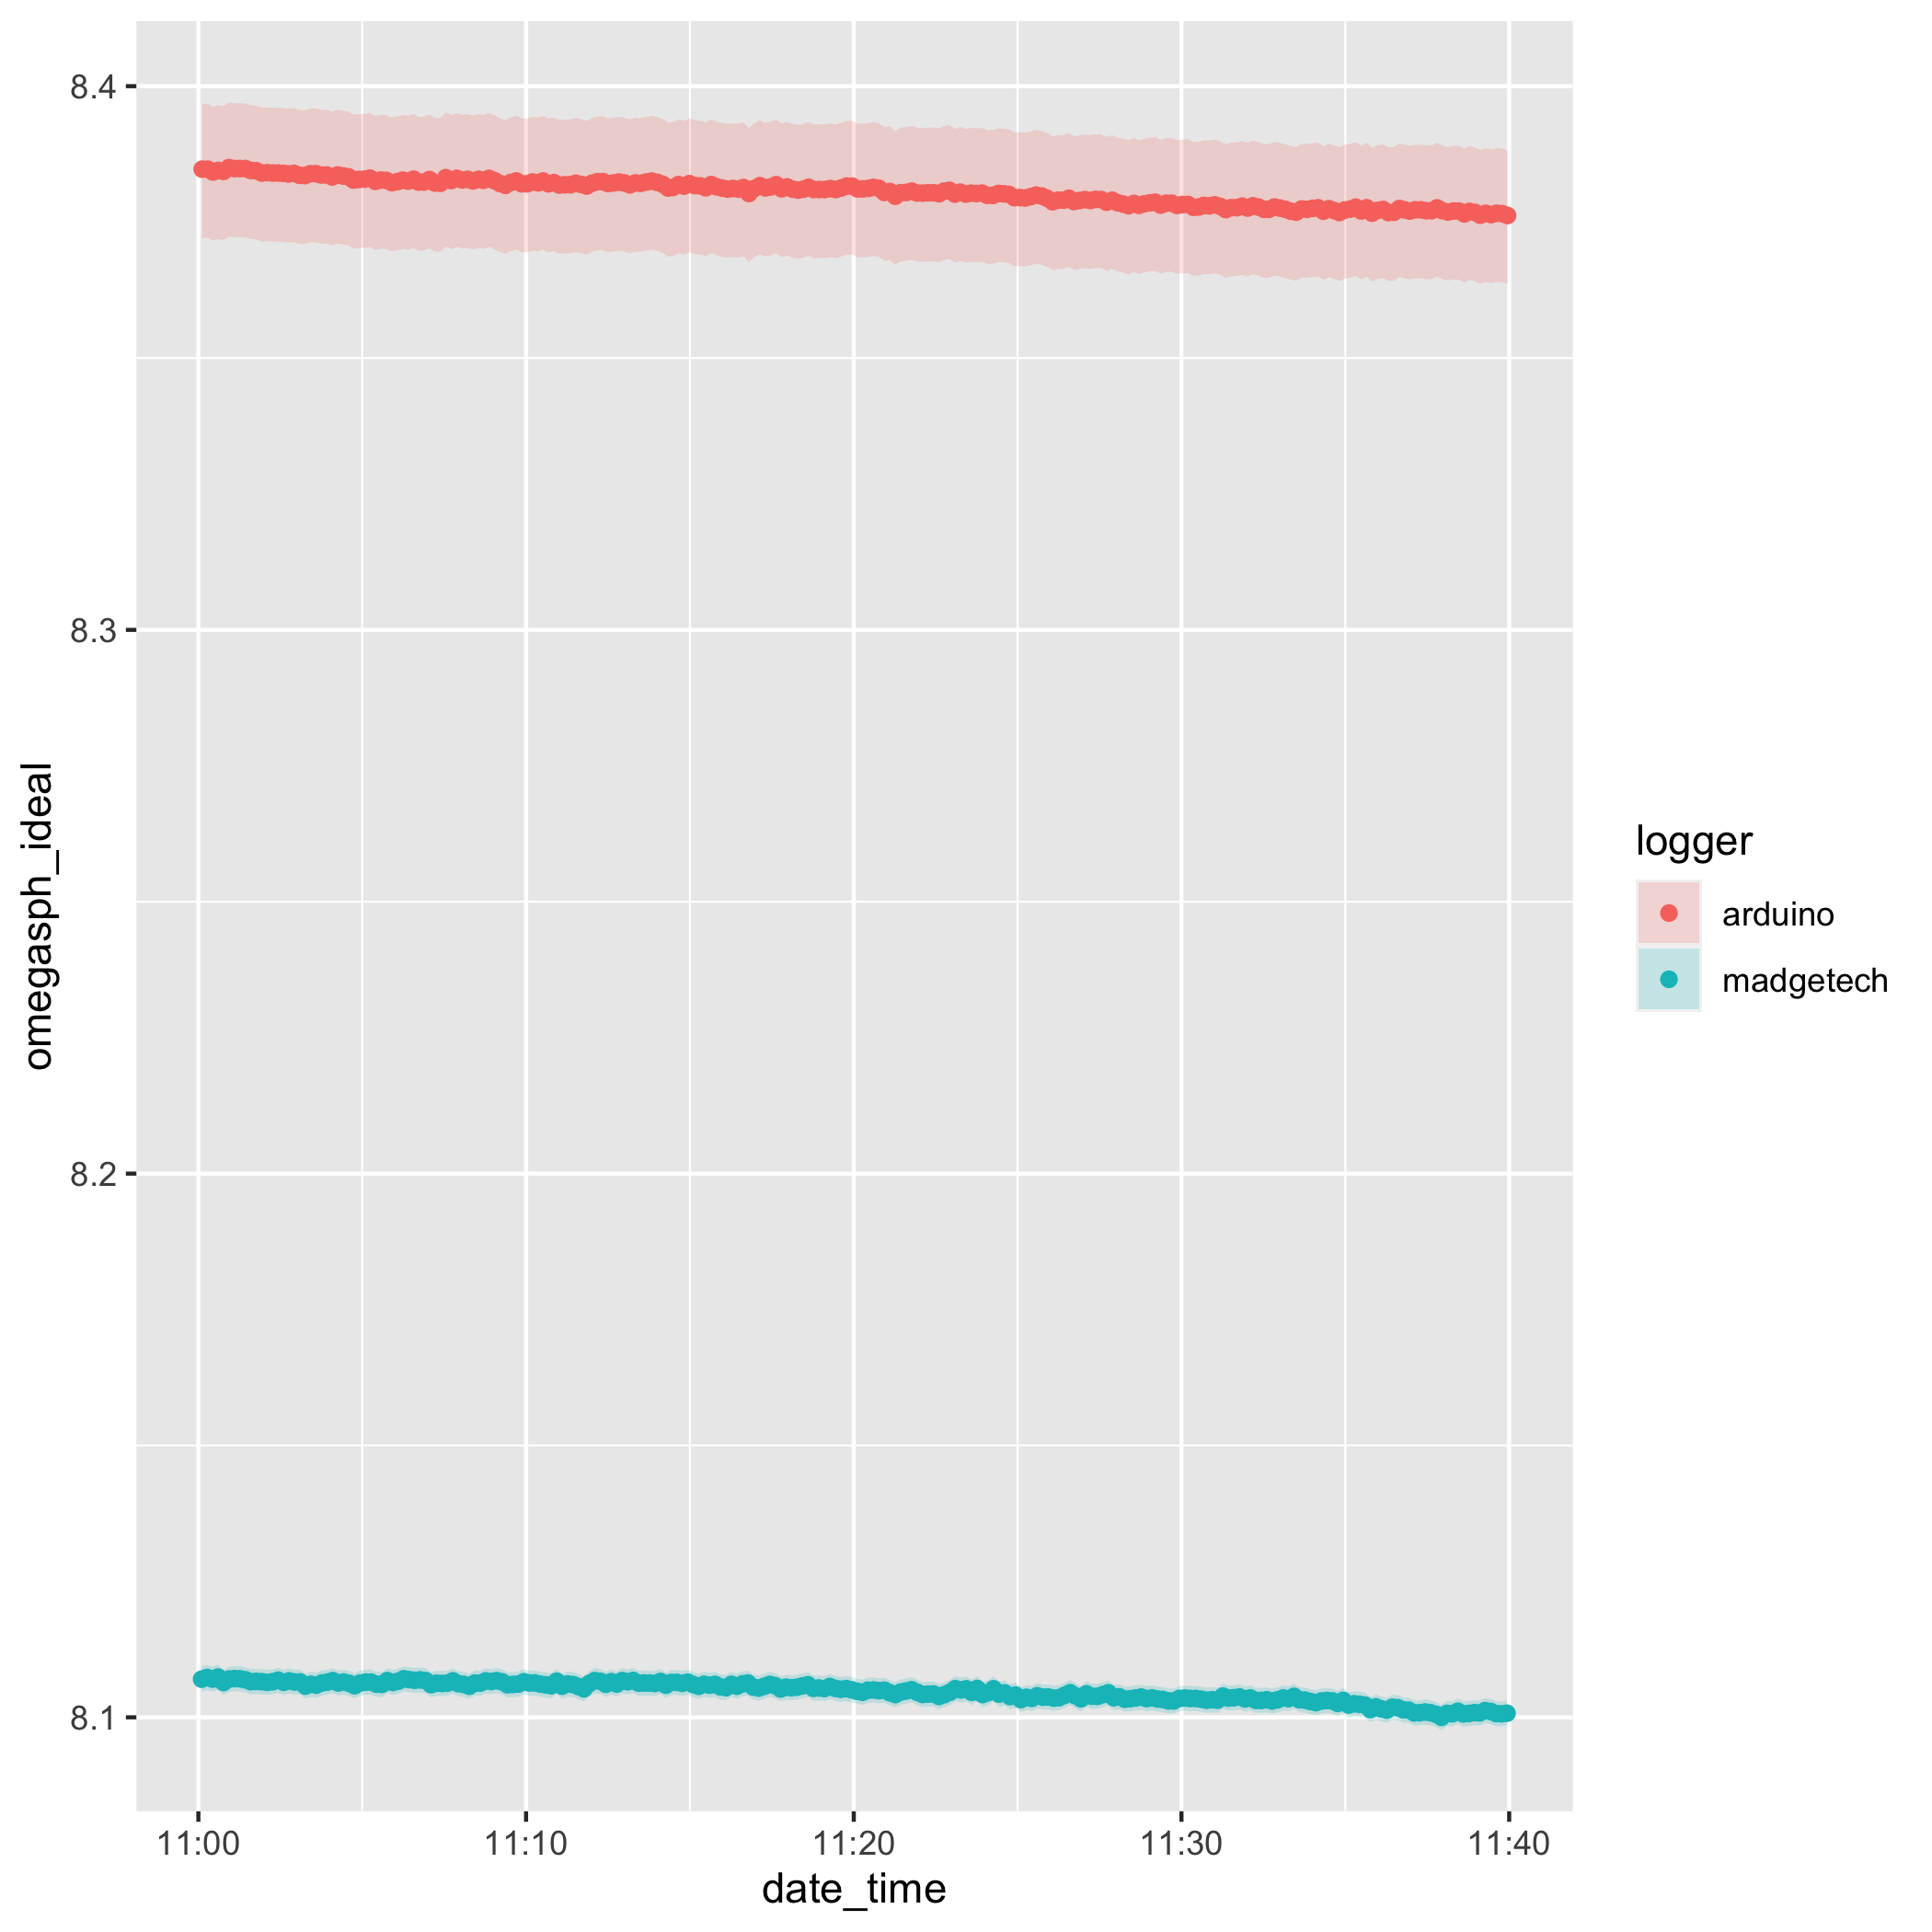 8.4
8.3
8.2
8.1
omegasph_ideal
11:00 11:10 11:20 11:30 11:40
date_time
logger
arduino
madgetech